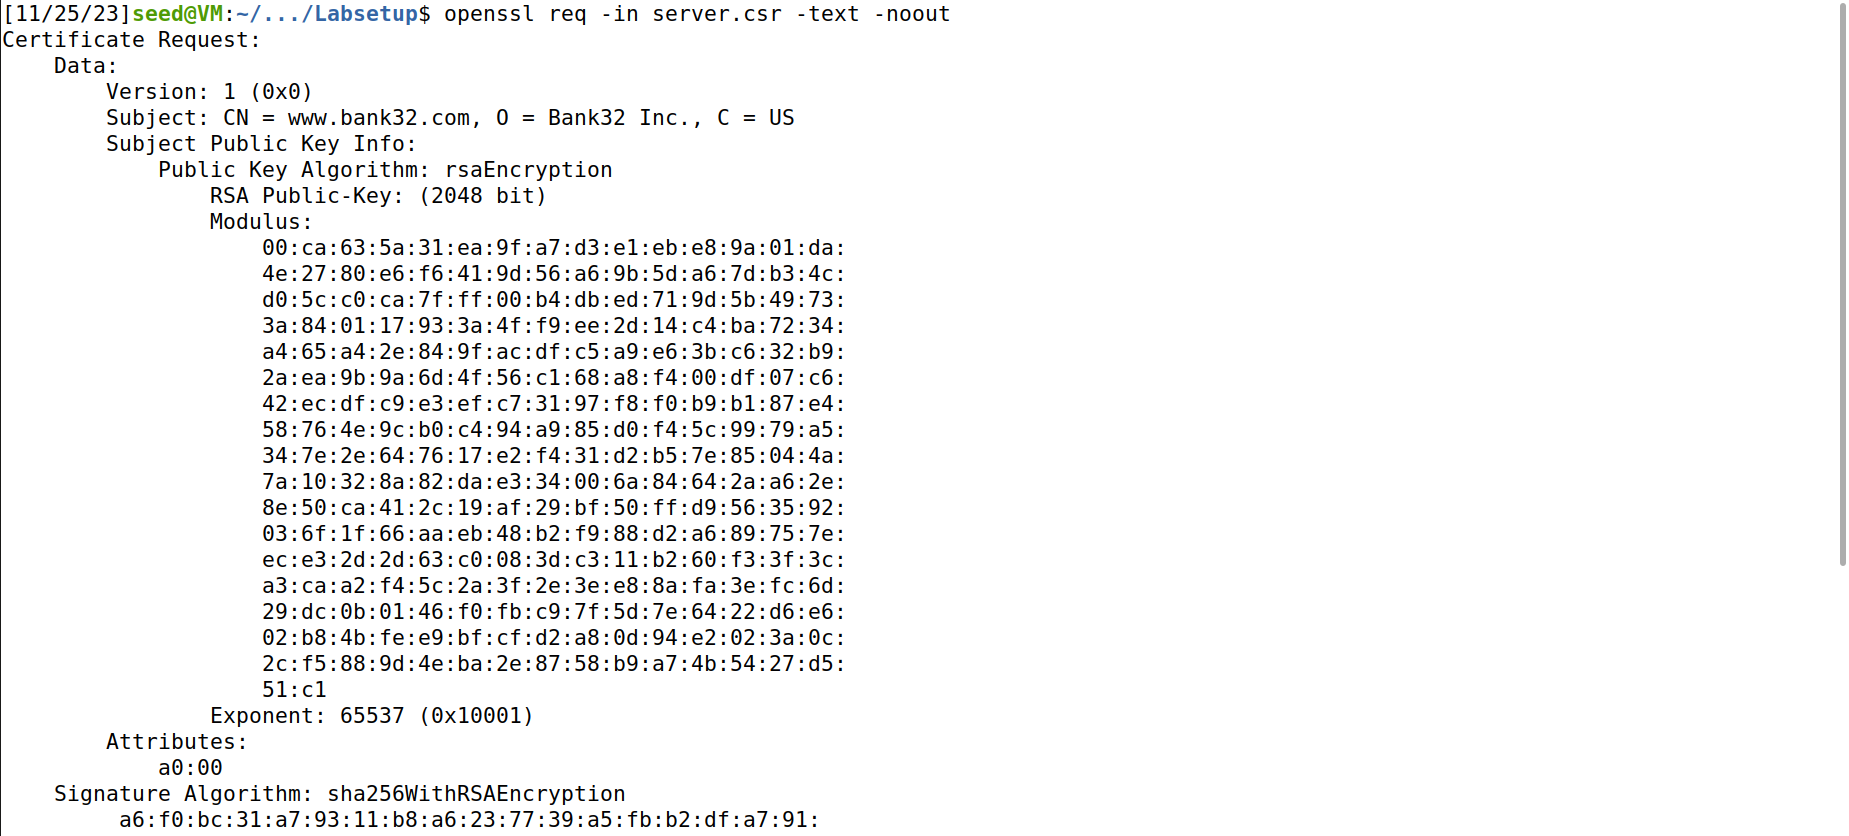 [11/25/23]seed@VM:~/.../Labsetup$ openssl req -in server.csr -text -noout
Certificate Request:
    Data:
        Version: 1 (0x0)
        Subject: CN = www.bank32.com, O = Bank32 Inc., C = US
        Subject Public Key Info:
            Public Key Algorithm: rsaEncryption
                RSA Public-Key: (2048 bit)
                Modulus:
                    00:ca:63:5a:31:ea:9f:a7:d3:e1:eb:e8:9a:01:da:
                    4e:27:80:e6:f6:41:9d:56:a6:9b:5d:a6:7d:b3:4c:
                    d0:5c:c0:ca:7f:ff:00:b4:db:ed:71:9d:5b:49:73:
                    3a:84:01:17:93:3a:4f:f9:ee:2d:14:c4:ba:72:34:
                    a4:65:a4:2e:84:9f:ac:df:c5:a9:e6:3b:c6:32:b9:
                    2a:ea:9b:9a:6d:4f:56:c1:68:a8:f4:00:df:07:c6:
                    42:ec:df:c9:e3:ef:c7:31:97:f8:f0:b9:b1:87:e4:
                    58:76:4e:9c:b0:c4:94:a9:85:d0:f4:5c:99:79:a5:
                    34:7e:2e:64:76:17:e2:f4:31:d2:b5:7e:85:04:4a:
                    7a:10:32:8a:82:da:e3:34:00:6a:84:64:2a:a6:2e:
                    8e:50:ca:41:2c:19:af:29:bf:50:ff:d9:56:35:92:
                    03:6f:1f:66:aa:eb:48:b2:f9:88:d2:a6:89:75:7e:
                    ec:e3:2d:2d:63:c0:08:3d:c3:11:b2:60:f3:3f:3c:
                    a3:ca:a2:f4:5c:2a:3f:2e:3e:e8:8a:fa:3e:fc:6d:
                    29:dc:0b:01:46:f0:fb:c9:7f:5d:7e:64:22:d6:e6:
                    02:b8:4b:fe:e9:bf:cf:d2:a8:0d:94:e2:02:3a:0c:
                    2c:f5:88:9d:4e:ba:2e:87:58:b9:a7:4b:54:27:d5:
                    51:c1
                Exponent: 65537 (0x10001)
        Attributes:
            a0:00
    Signature Algorithm: sha256WithRSAEncryption
         a6:f0:bc:31:a7:93:11:b8:a6:23:77:39:a5:fb:b2:df:a7:91: